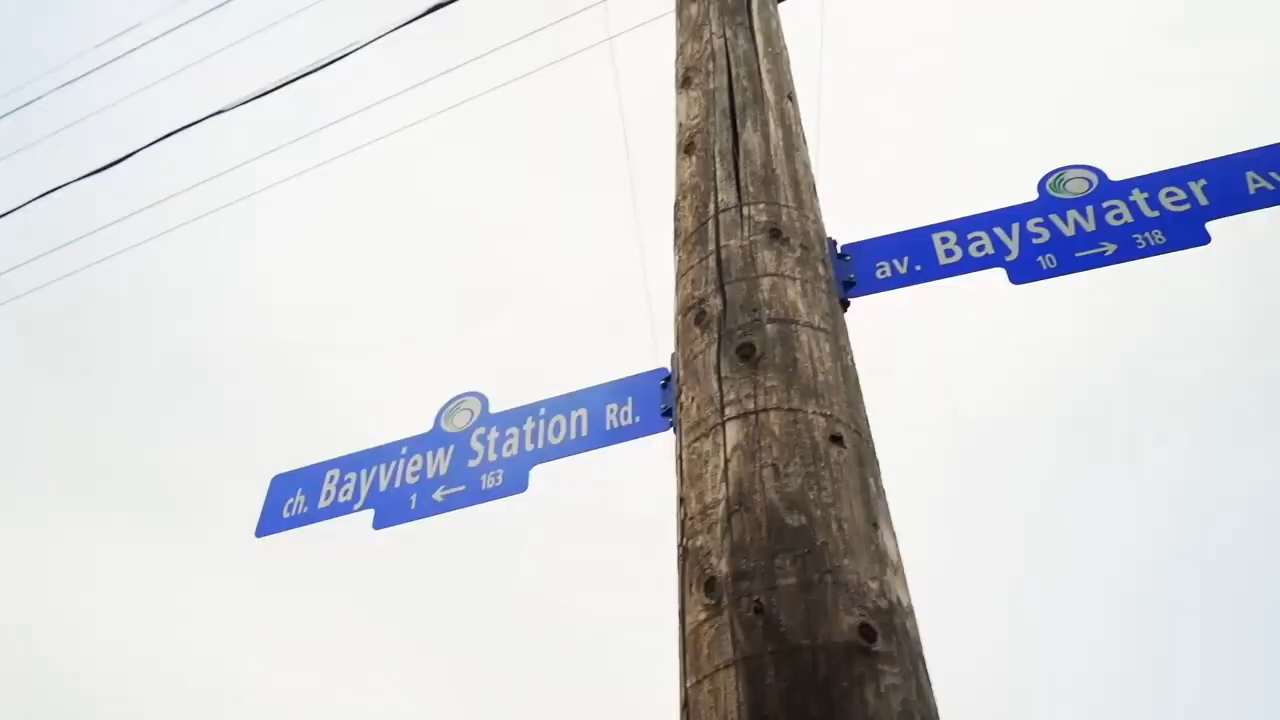 av. Bayswater Av
10 → 318
ch. Bayview Station Rd.
1 ← 163